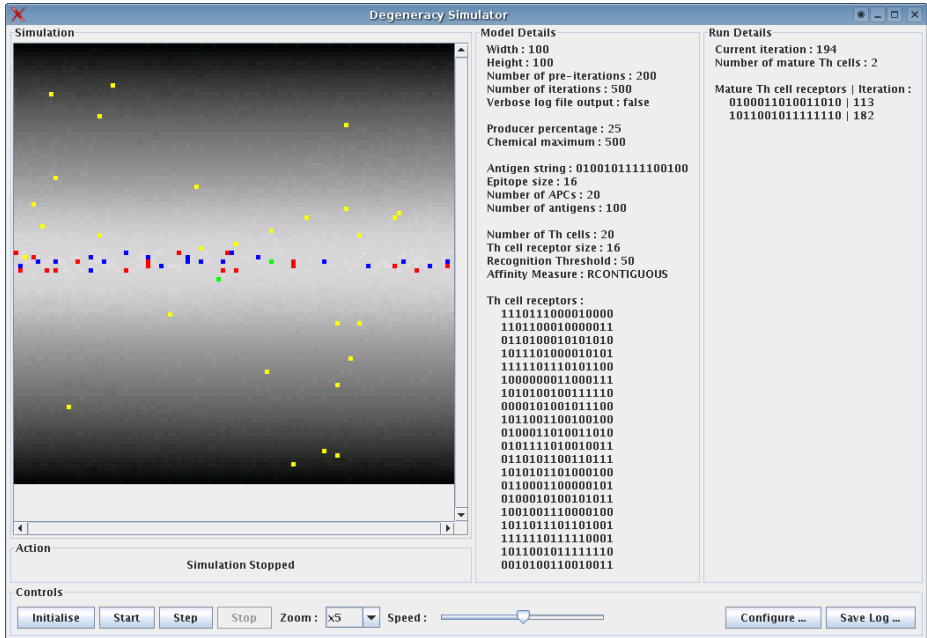 Degeneracy Simulator
Simulation
Model Details
Width : 100
Height : 100
Number of pre-iterations : 200
Number of iterations : 500
Verbose log file output : false
Producer percentage : 25
Chemical maximum : 500
Antigen string : 0100101111100100
Epitope size : 16
Number of APCs : 20
Number of antigens : 100
Number of Th cells : 20
Th cell receptor size : 16
Recognition Threshold : 50
Affinity Measure : RCONTIGUOUS
Th cell receptors :
1110111000010000
1101100010000011
0110100010101010
1011101000010101
1111101110101100
1000000011000111
1010100100111110
0000101001011100
1011001100100100
0100011010011010
0101111010010011
0110101100110111
1010101101000100
0110001100000101
0100010100101011
1001001110000100
1011011101101001
1111110111110001
1011001011111110
0010100110010011
Run Details
Current iteration : 194
Number of mature Th cells : 2
Mature Th cell receptors | Iteration :
0100011010011010 | 113
1011001011111110 | 182
Action
Simulation Stopped
Controls
Initialise
Start
Step
Stop
Zoom :
x5
Speed :
Configure ...
Save Log ...